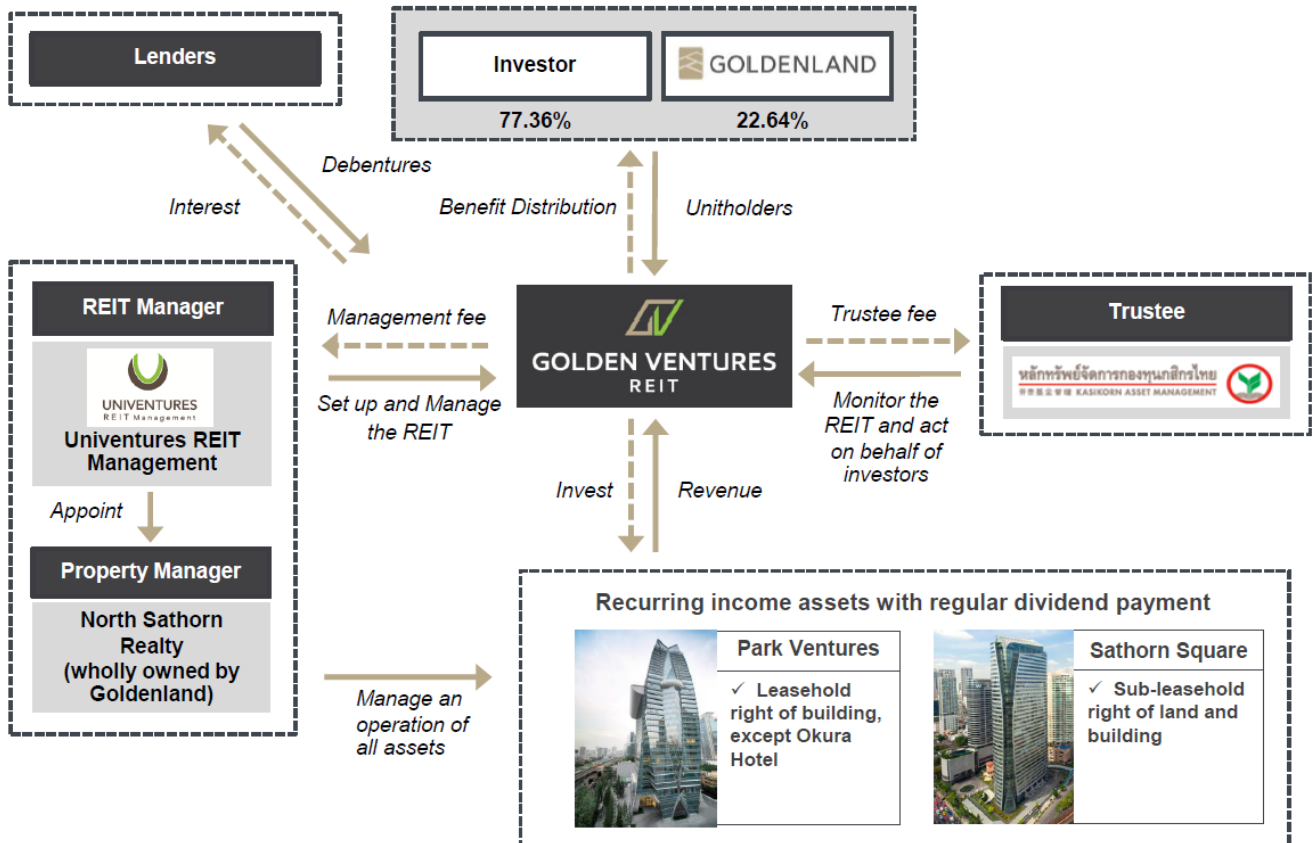 Lenders
Investor
GOLDENLAND
77.36%
22.64%
Debentures
Interest
Benefit Distribution
Unitholders
REIT Manager
UNIVENTURES
REIT Management
Univentures REIT
Management
Appoint
Property Manager
North Sathorn
Realty
(wholly owned by
Goldenland)
Management fee
Set up and Manage
the REIT
GOLDEN VENTURES
REIT
Trustee fee
Monitor the
REIT and act
on behalf of
investors
Trustee
หลักทรัพย์จัดการกองทุนกสิกรไทย
KASIKORN ASSET MANAGEMENT
Invest
Revenue
Manage an
operation of
all assets
Recurring income assets with regular dividend payment
Park Ventures
✓ Leasehold
right of building,
except Okura
Hotel
Sathorn Square
✓ Sub-leasehold
right of land and
building